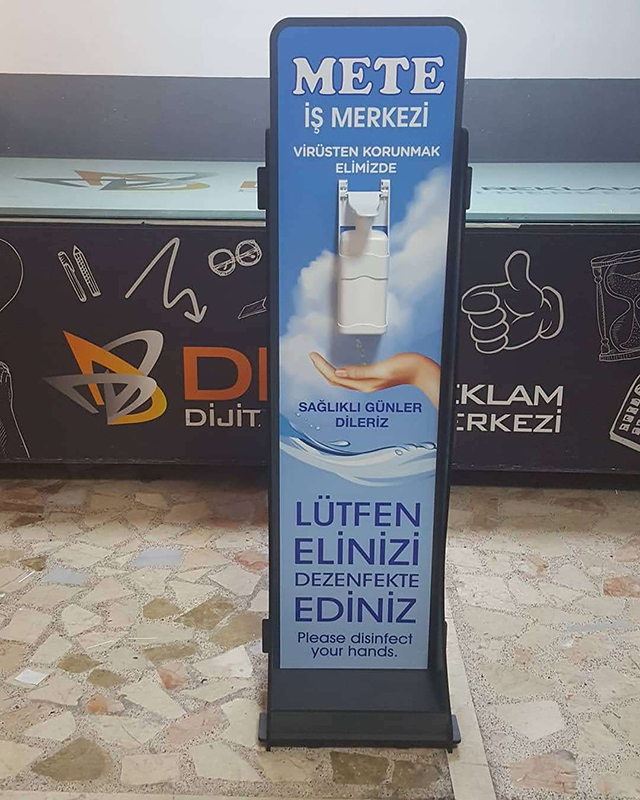 METE
İŞ MERKEZİ
VİRÜSTEN KORUNMAK
ELİMİZDE
SAĞLIKLI GÜNLER
DİLERİZ
LÜTFEN
ELİNİZİ
DEZENFEKTE
EDİNİZ
Please disinfect
your hands.
DİJİT
EKLAM
ERKEZİ